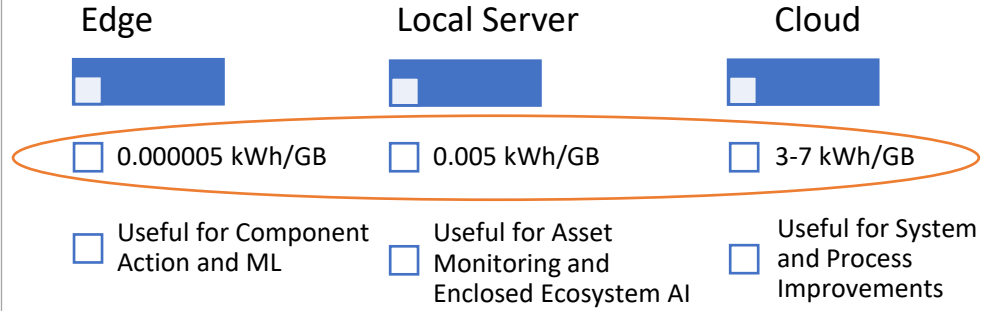 Edge
Local Server
Cloud
0.000005 kWh/GB
0.005 kWh/GB
3-7 kWh/GB
Useful for Component
Action and ML
Useful for Asset
Monitoring and
Enclosed Ecosystem AI
Useful for System
and Process
Improvements